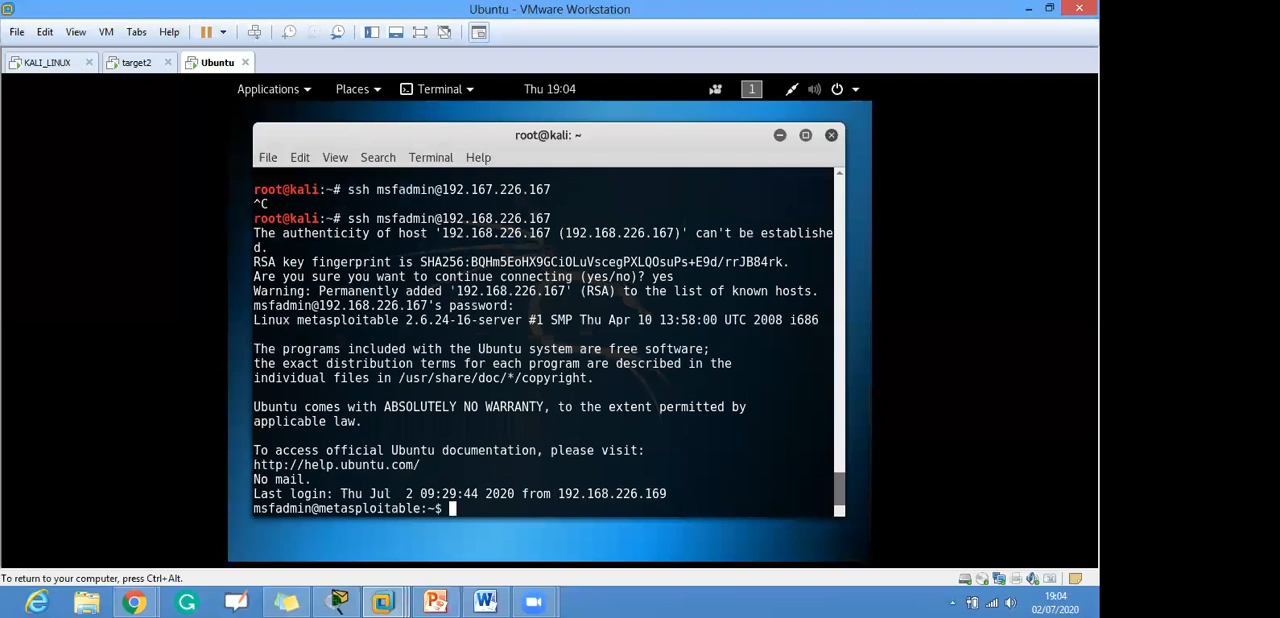 Ubuntu - VMware Workstation
File Edit View VM Tabs Help
KALI_LINUX target2 Ubuntu
Applications Places Terminal Thu 19:04 1
root@kali: ~
File Edit View Search Terminal Help
root@kali:~# ssh msfadmin@192.167.226.167
^C
root@kali:~# ssh msfadmin@192.168.226.167
The authenticity of host '192.168.226.167 (192.168.226.167)' can't be establishe
d.
RSA key fingerprint is SHA256:BQHm5EoHX9GCiOLuVscegPXLQOsuPs+E9d/rrJB84rk.
Are you sure you want to continue connecting (yes/no)? yes
Warning: Permanently added '192.168.226.167' (RSA) to the list of known hosts.
msfadmin@192.168.226.167's password:
Linux metasploitable 2.6.24-16-server #1 SMP Thu Apr 10 13:58:00 UTC 2008 i686
The programs included with the Ubuntu system are free software;
the exact distribution terms for each program are described in the
individual files in /usr/share/doc/*/copyright.
Ubuntu comes with ABSOLUTELY NO WARRANTY, to the extent permitted by
applicable law.
To access official Ubuntu documentation, please visit:
http://help.ubuntu.com/
No mail.
Last login: Thu Jul  2 09:29:44 2020 from 192.168.226.169
msfadmin@metasploitable:~$
To return to your computer, press Ctrl+Alt.
19:04
02/07/2020